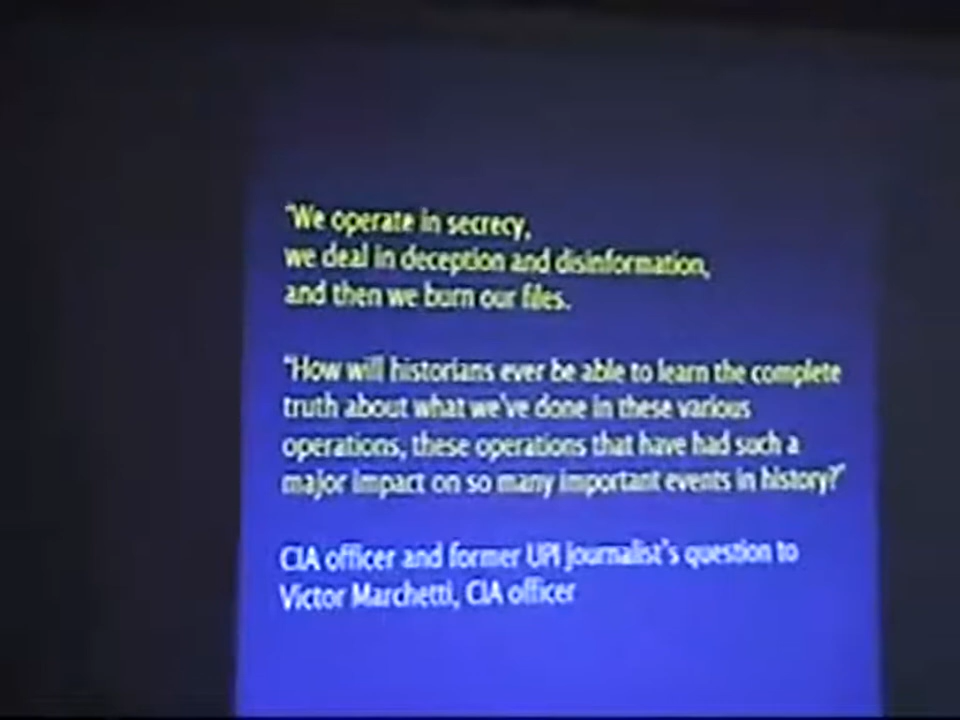 "We operate in secrecy,
we deal in deception and disinformation,
and then we burn our files.
"How will historians ever be able to learn the complete
truth about what we've done in these various
operations, these operations that have had such a
major impact on so many important events in history?"
CIA officer and former UPI journalist's question to
Victor Marchetti, CIA officer